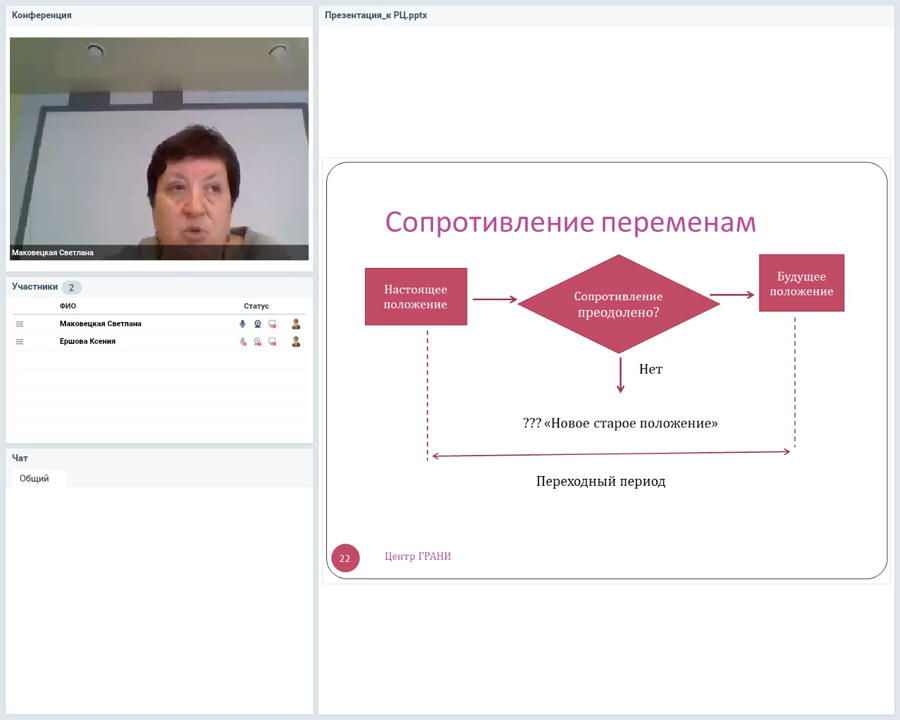 Конференция
Маковецкая Светлана
Участники 2
ФИО Статус
Маковецкая Светлана
Ершова Ксения
Чат
Общий
Презентация_к РЦ.pptx
Сопротивление переменам
Настоящее
положение
Сопротивление
преодолено?
Будущее
положение
Нет
??? «Новое старое положение»
Переходный период
22
Центр ГРАНИ